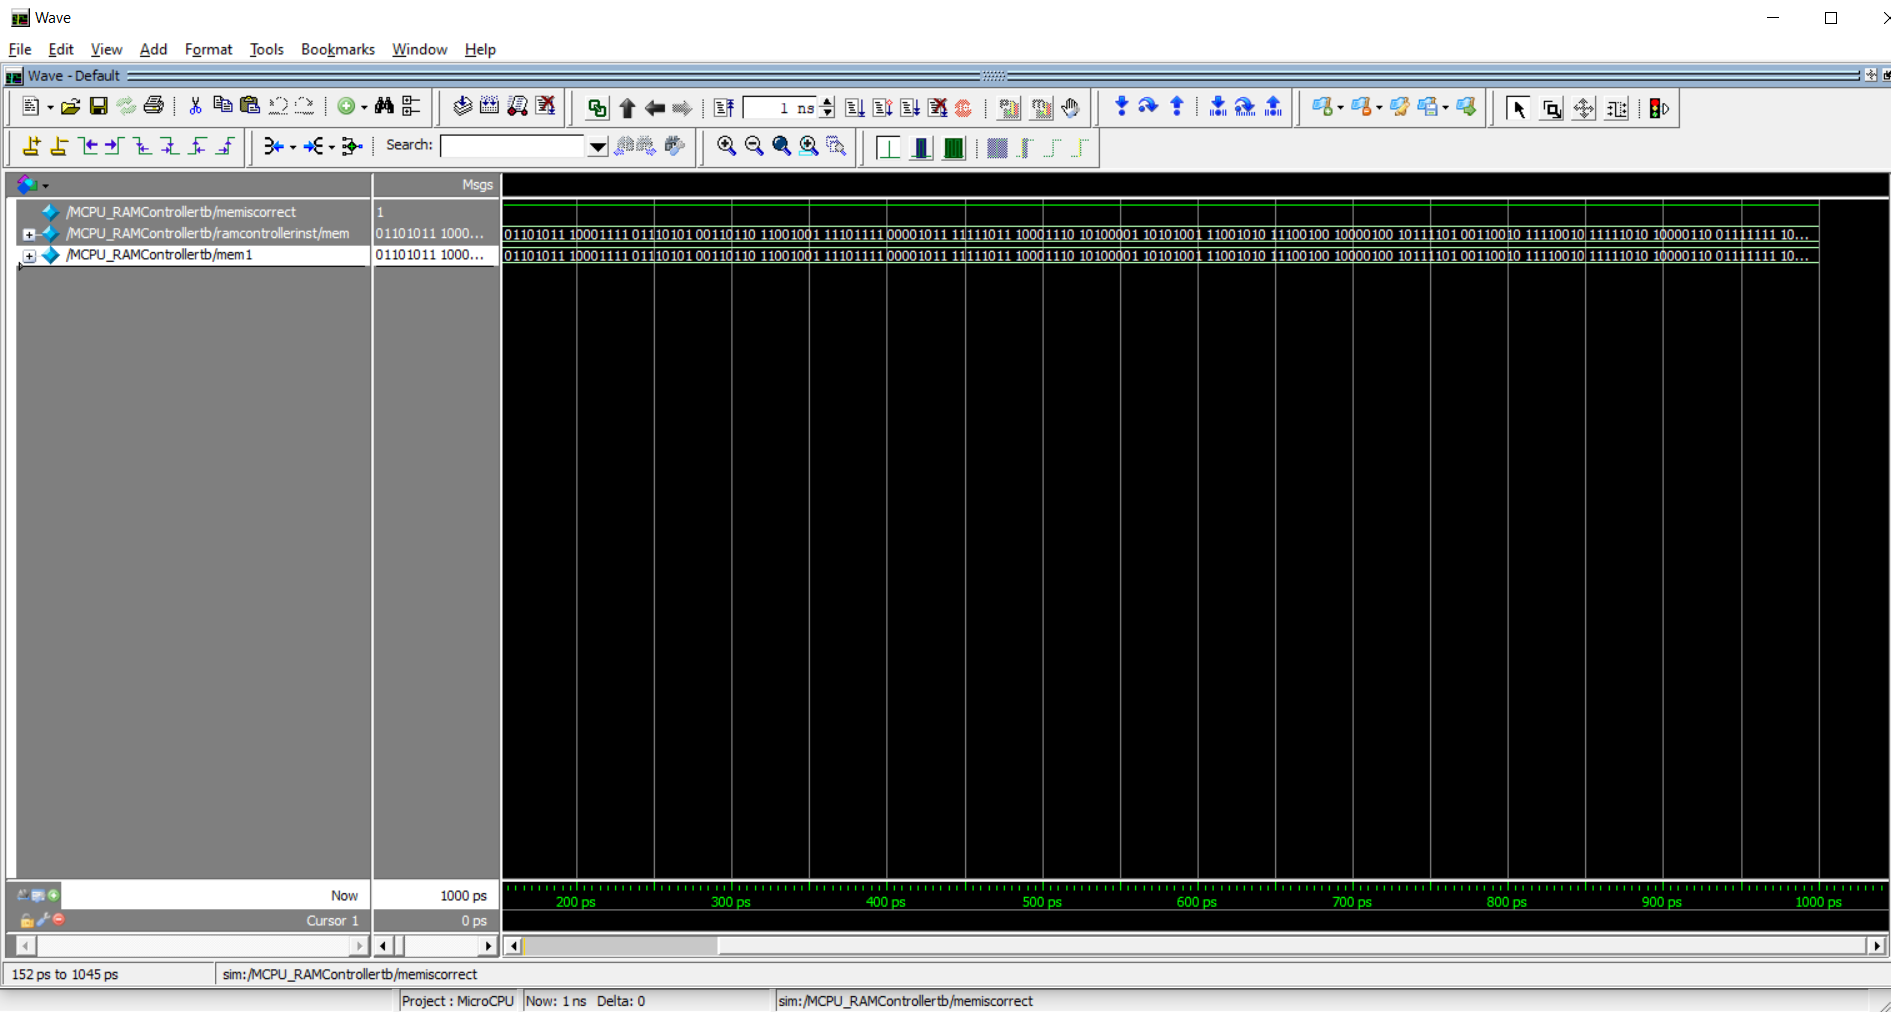 Wave
File Edit View Add Format Tools Bookmarks Window Help
Wave - Default
1 ns
Search:
Msgs
/MCPU_RAMControllertb/memiscorrect 1
/MCPU_RAMControllertb/ramcontrollerinst/mem 01101011 1000... 01101011 10001111 01110101 00110110 11001001 11101111 00001011 11111011 10001110 10100001 10101001 11001010 11100100 10000100 10111101 00110010 11110010 11111010 10000110 01111111 10...
/MCPU_RAMControllertb/mem1 01101011 1000... 01101011 10001111 01110101 00110110 11001001 11101111 00001011 11111011 10001110 10100001 10101001 11001010 11100100 10000100 10111101 00110010 11110010 11111010 10000110 01111111 10...
Now 1000 ps
200 ps 300 ps 400 ps 500 ps 600 ps 700 ps 800 ps 900 ps 1000 ps
Cursor 1 0 ps
152 ps to 1045 ps sim:/MCPU_RAMControllertb/memiscorrect
Project : MicroCPU Now: 1 ns Delta: 0 sim:/MCPU_RAMControllertb/memiscorrect